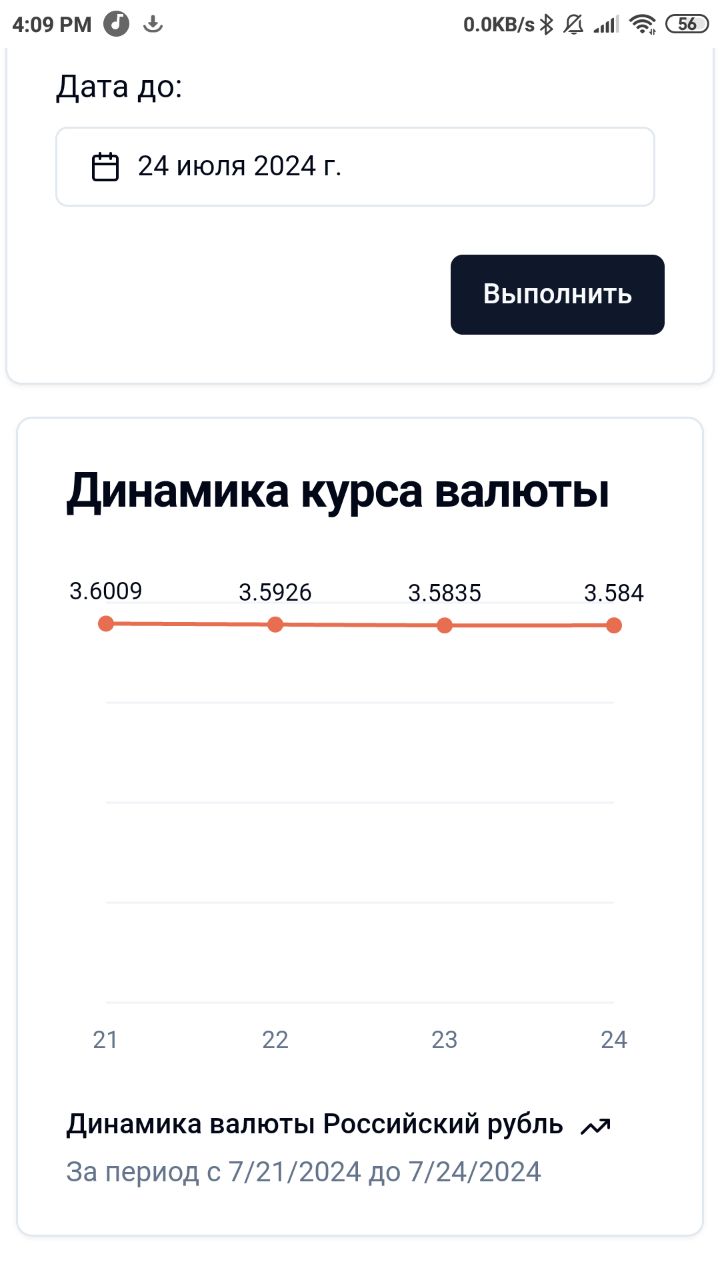 4:09 PM 0.0KB/s 56
Дата до:
24 июля 2024 г.
Выполнить
Динамика курса валюты
3.6009 3.5926 3.5835 3.584
21 22 23 24
Динамика валюты Российский рубль
За период с 7/21/2024 до 7/24/2024